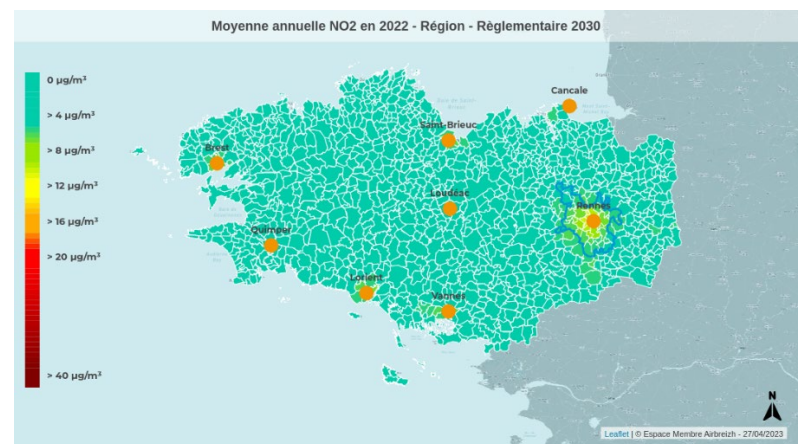 Moyenne annuelle NO2 en 2022 - Région - Règlementaire 2030
0 µg/m³
> 4 µg/m³
> 8 µg/m³
> 12 µg/m³
> 16 µg/m³
> 20 µg/m³
> 40 µg/m³
Cancale
Saint-Brieuc
Brest
Loudeac
Rennes
Quimper
Lorient
Vannes
N
Leaflet | © Espace Membre Airbreizh - 27/04/2023